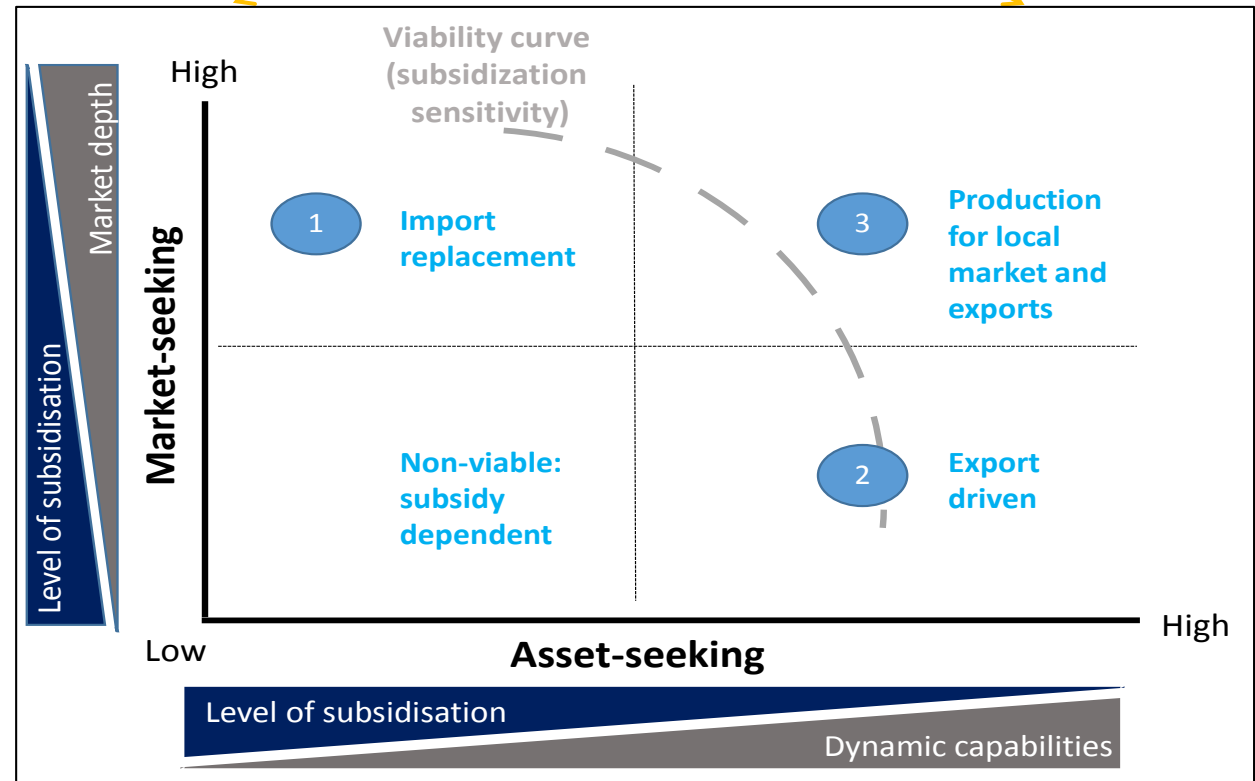 Viability curve
(subsidization
sensitivity)
High
Market depth
Level of subsidisation
Market-seeking
1
Import
replacement
3
Production
for local
market and
exports
Non-viable:
subsidy
dependent
2
Export
driven
Low
Asset-seeking
High
Level of subsidisation
Dynamic capabilities